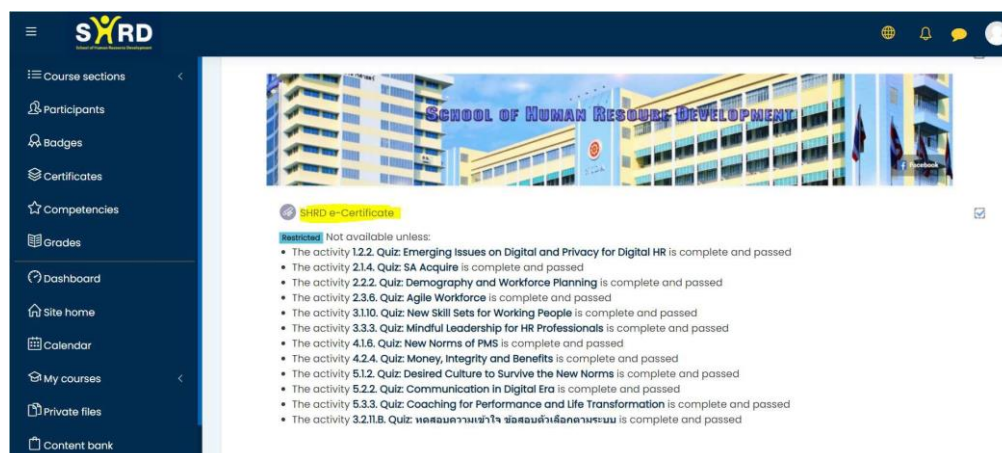 SHRD
School of Human Resource Development
Course sections
Participants
Badges
Certificates
Competencies
Grades
Dashboard
Site home
Calendar
My courses
Private files
Content bank
SCHOOL OF HUMAN RESOURE DEVELOPMENT
Facebook
SHRD e-Certificate
Restricted Not available unless:
• The activity 1.2.2. Quiz: Emerging Issues on Digital and Privacy for Digital HR is complete and passed
• The activity 2.1.4. Quiz: SA Acquire is complete and passed
• The activity 2.2.2. Quiz: Demography and Workforce Planning is complete and passed
• The activity 2.3.6. Quiz: Agile Workforce is complete and passed
• The activity 3.1.10. Quiz: New Skill Sets for Working People is complete and passed
• The activity 3.3.3. Quiz: Mindful Leadership for HR Professionals is complete and passed
• The activity 4.1.6. Quiz: New Norms of PMS is complete and passed
• The activity 4.2.4. Quiz: Money, Integrity and Benefits is complete and passed
• The activity 5.1.2. Quiz: Desired Culture to Survive the New Norms is complete and passed
• The activity 5.2.2. Quiz: Communication in Digital Era is complete and passed
• The activity 5.3.3. Quiz: Coaching for Performance and Life Transformation is complete and passed
• The activity 3.2.11.B. Quiz: ทดสอบความเข้าใจ ข้อสอบตัวเลือกตามระบบ is complete and passed